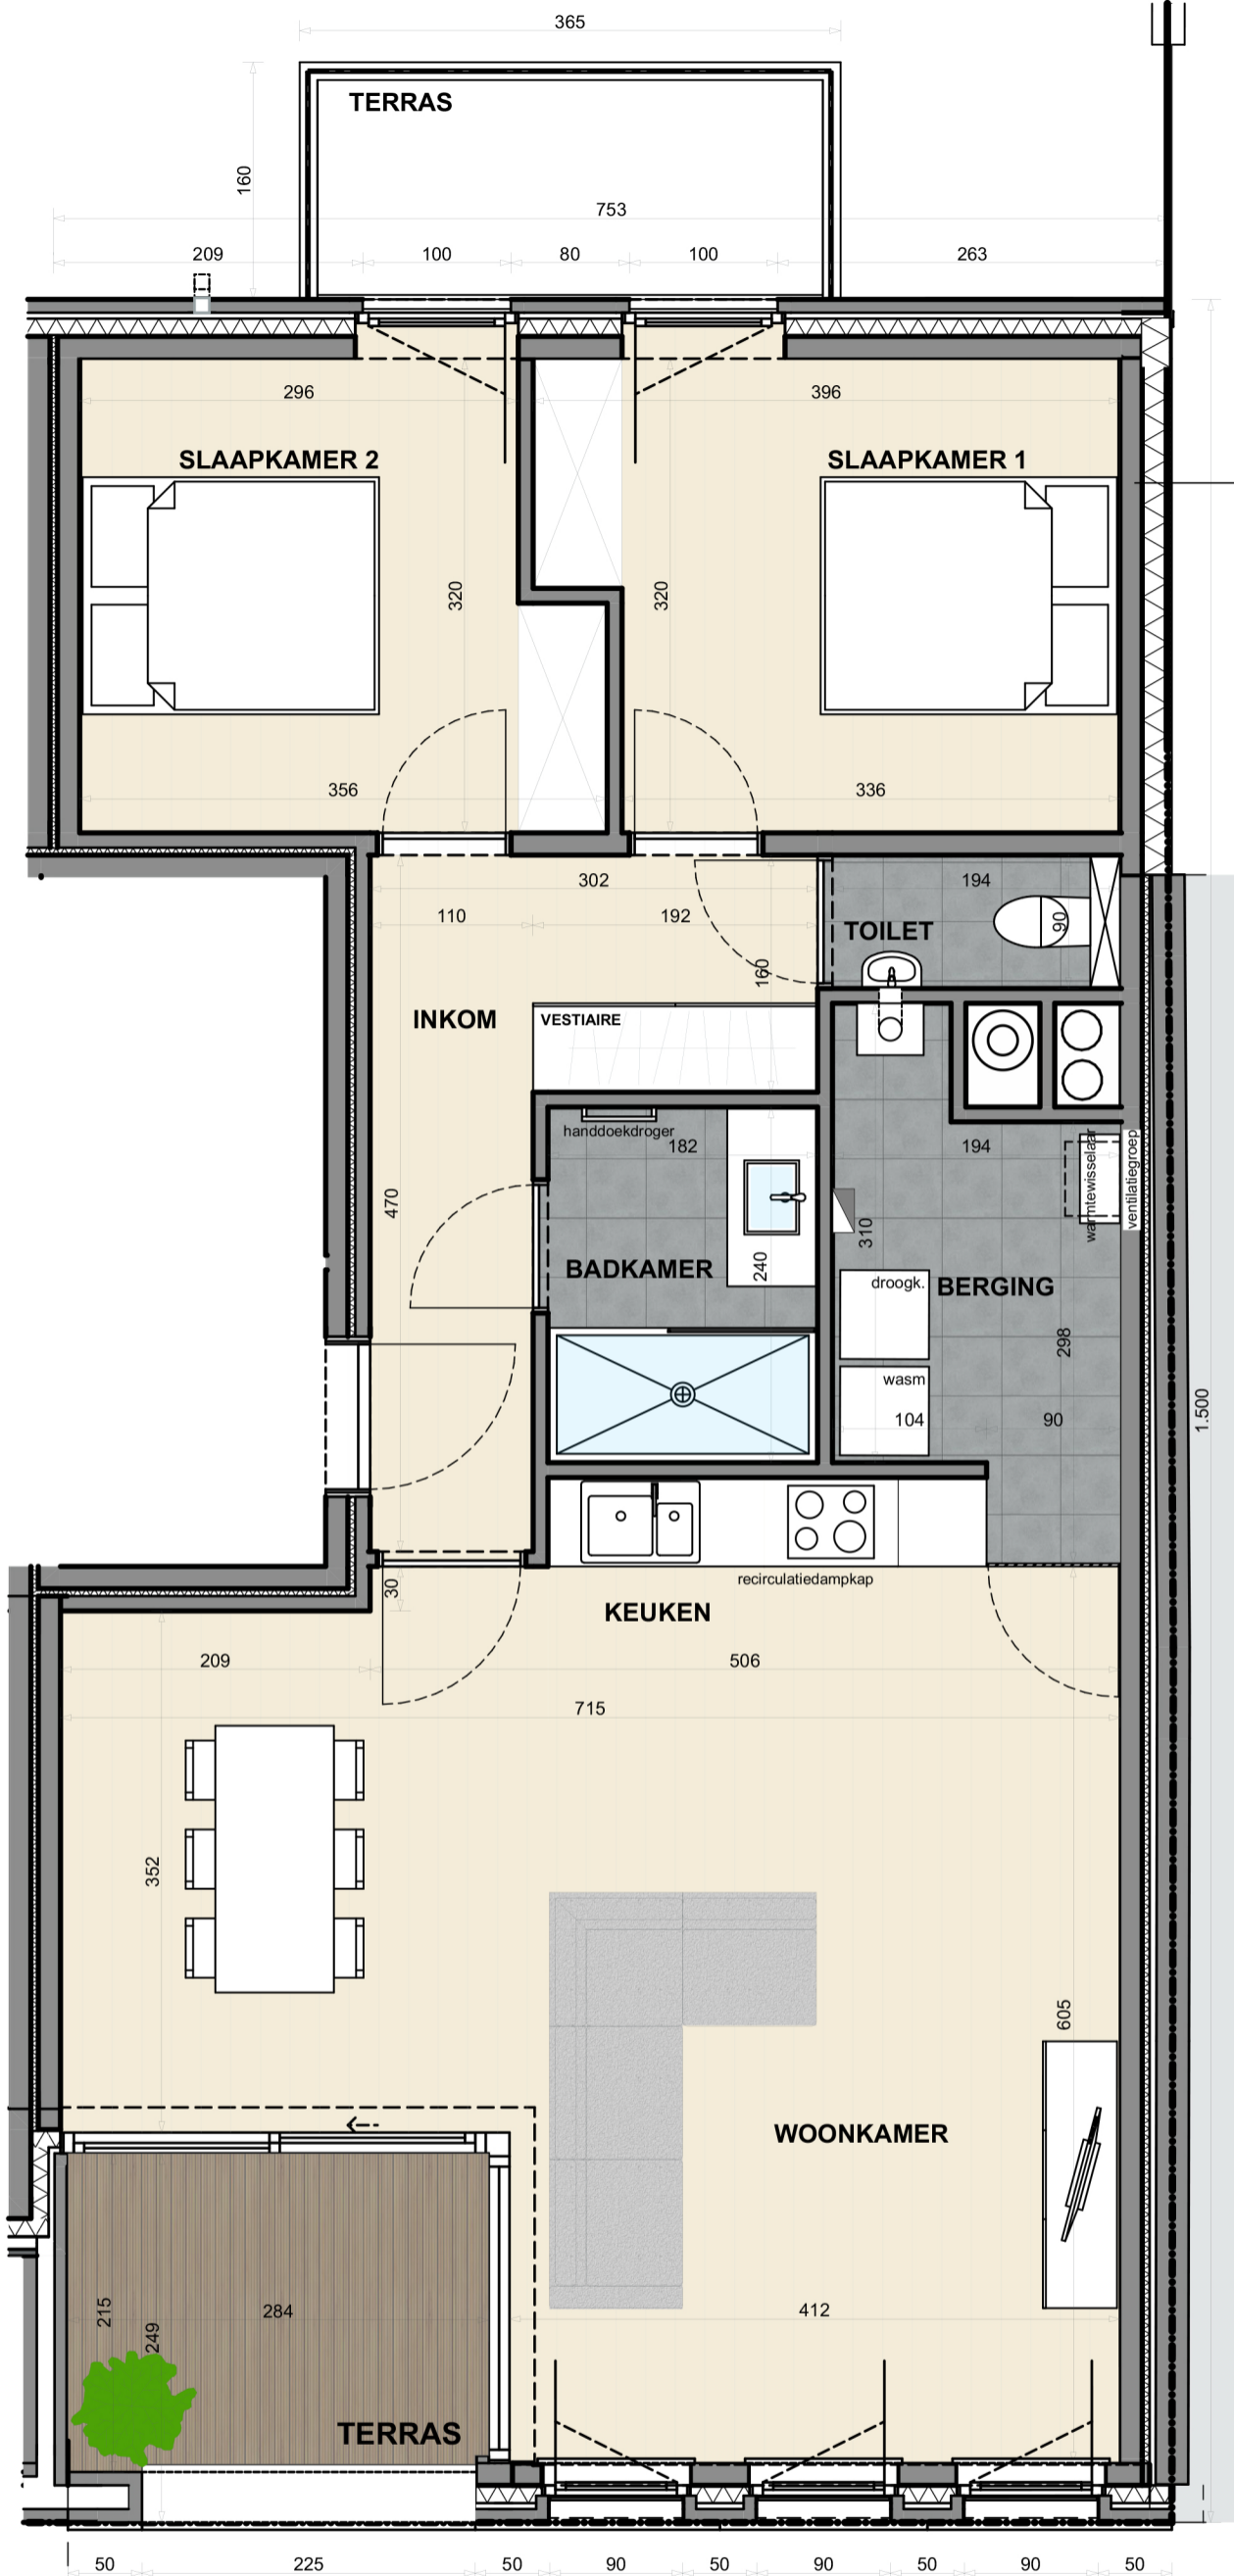 365
TERRAS
160
753
209
100
80
100
263
296
396
SLAAPKAMER 2
SLAAPKAMER 1
320
320
356
336
302
194
110
192
90
TOILET
160
INKOM
VESTIAIRE
handdoekdroger
182
194
warmtewisselaar
ventilatiegroep
470
310
240
BADKAMER
droogk.
BERGING
298
wasm
104
90
1.500
recirculatiedampkap
30
KEUKEN
209
506
715
352
605
WOONKAMER
215
249
284
412
TERRAS
50
225
50
90
50
90
50
90
50